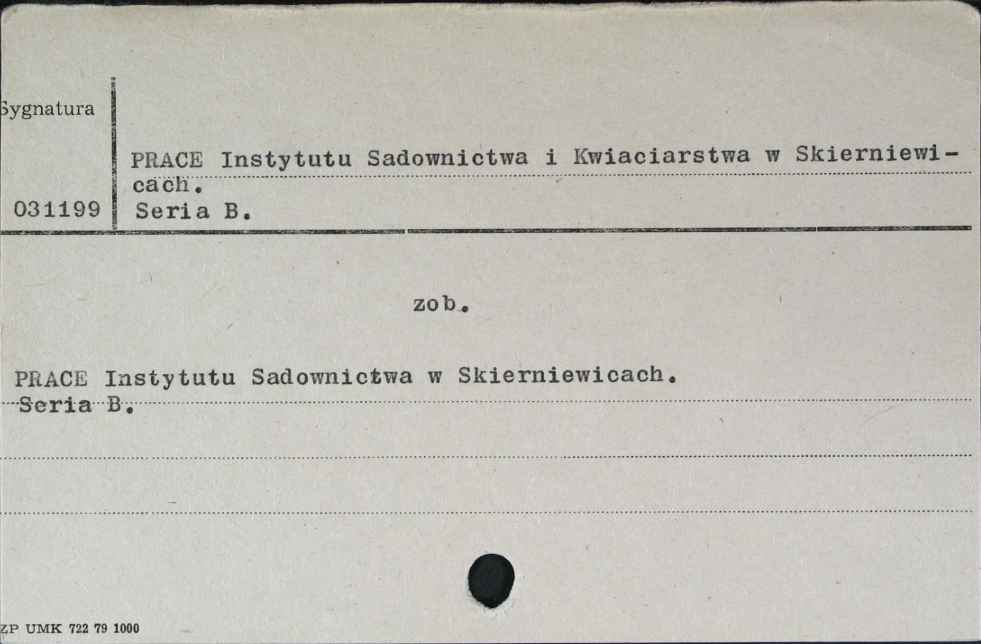 Sygnatura
PRACE Instytutu Sadownictwa i Kwiaciarstwa w Skierniewi-
cach.
031199 Seria B.
zob.
PRACE Instytutu Sadownictwa w Skierniewicach.
Seria B.
ZP UMK 722 79 1000